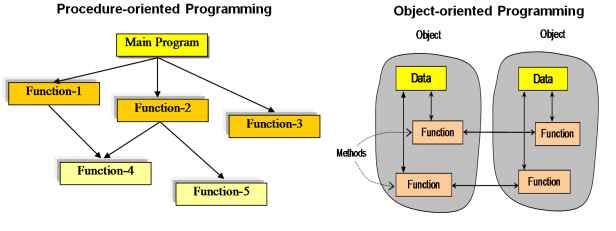 Procedure-oriented Programming
Main Program
Function-1
Function-2
Function-3
Function-4
Function-5
Object-oriented Programming
Object
Object
Data
Data
Function
Function
Methods
Function
Function